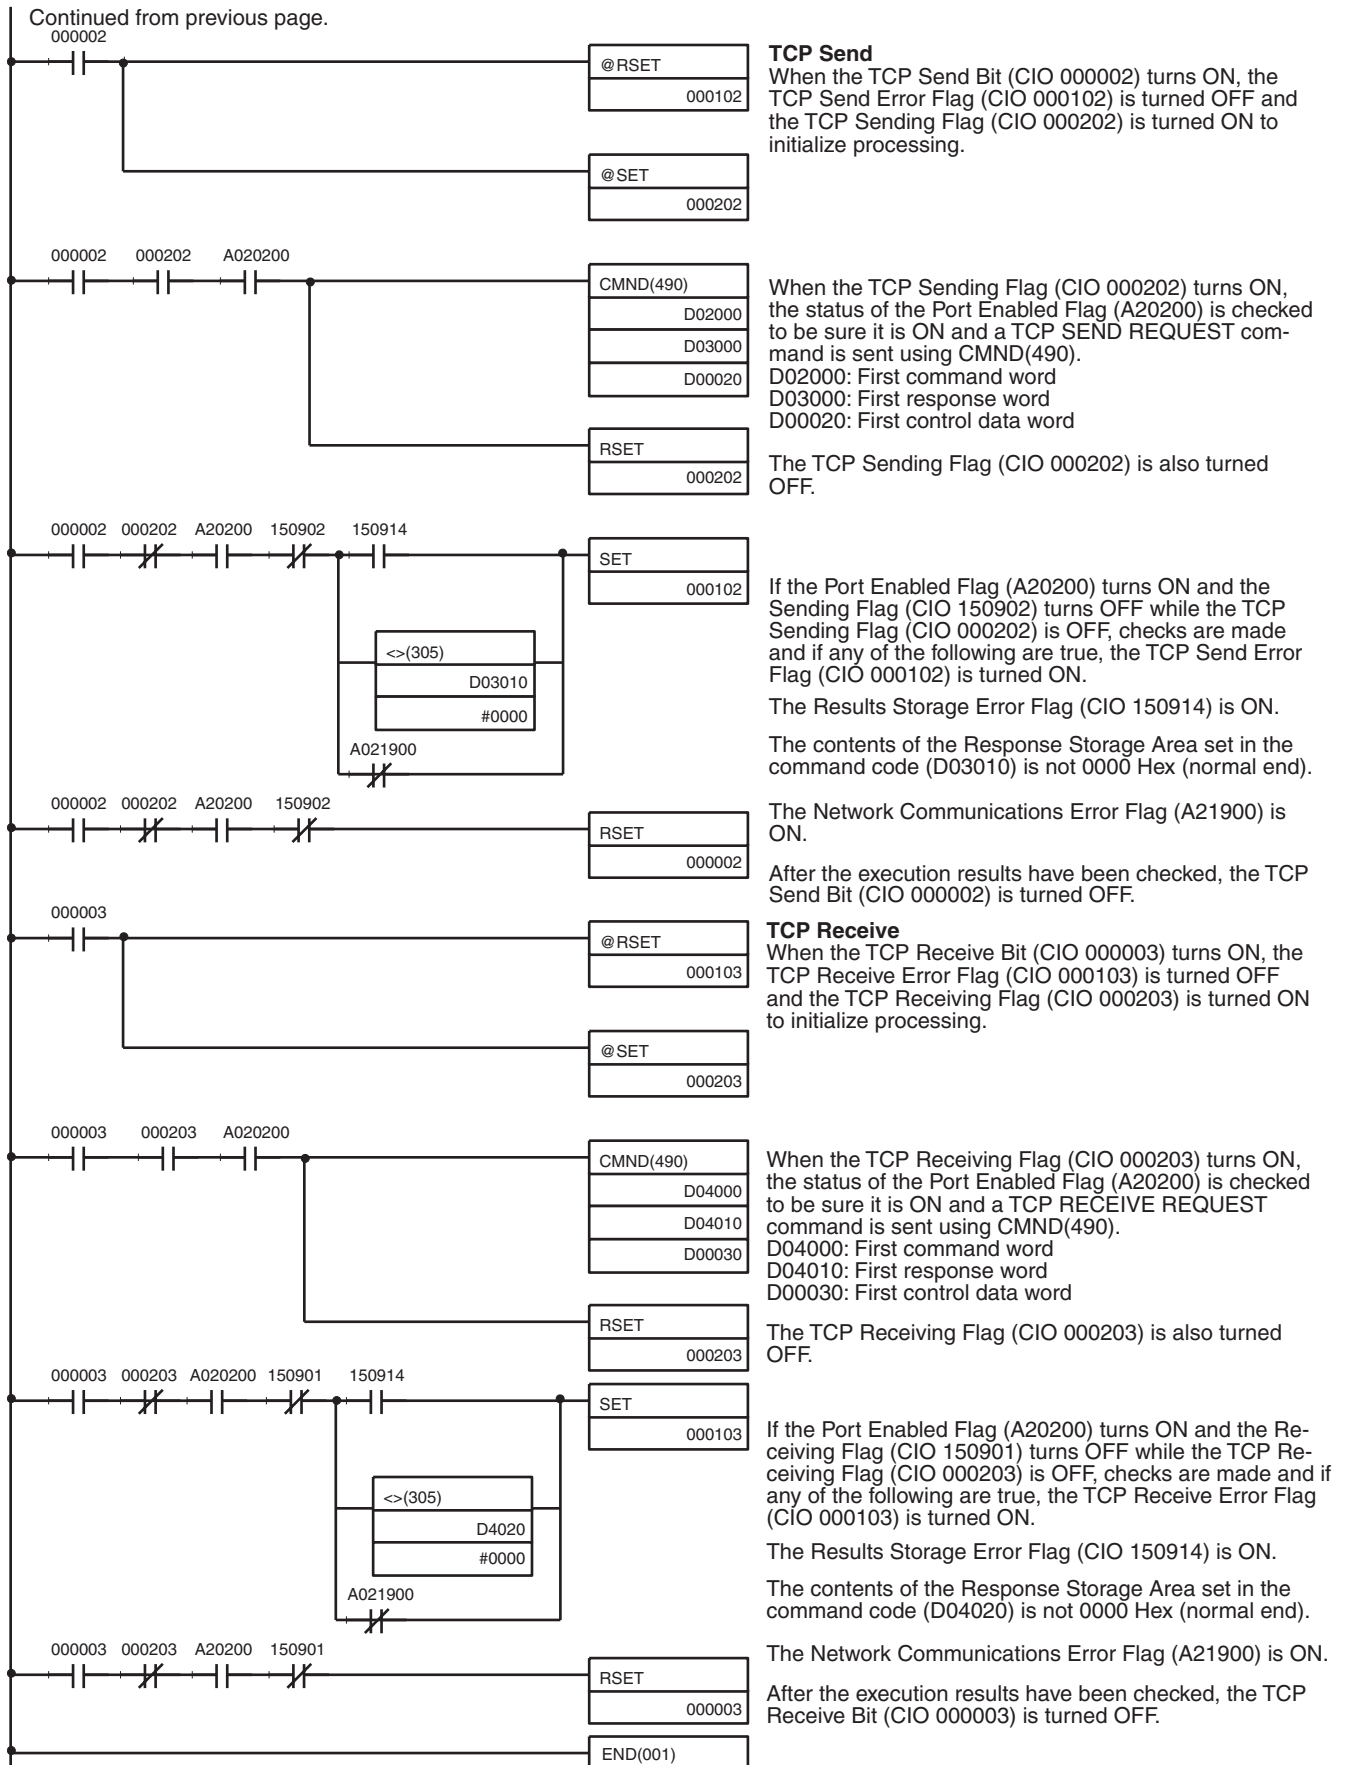 Continued from previous page.
000002
@RSET
000102
TCP Send
When the TCP Send Bit (CIO 000002) turns ON, the
TCP Send Error Flag (CIO 000102) is turned OFF and
the TCP Sending Flag (CIO 000202) is turned ON to
initialize processing.
@SET
000202
000002 000202 A020200
CMND(490)
D02000
D03000
D00020
When the TCP Sending Flag (CIO 000202) turns ON,
the status of the Port Enabled Flag (A20200) is checked
to be sure it is ON and a TCP SEND REQUEST com-
mand is sent using CMND(490).
D02000: First command word
D03000: First response word
D00020: First control data word
RSET
000202
The TCP Sending Flag (CIO 000202) is also turned
OFF.
000002 000202 A20200 150902 150914
SET
000102
<>(305)
D03010
#0000
A021900
If the Port Enabled Flag (A20200) turns ON and the
Sending Flag (CIO 150902) turns OFF while the TCP
Sending Flag (CIO 000202) is OFF, checks are made
and if any of the following are true, the TCP Send Error
Flag (CIO 000102) is turned ON.
The Results Storage Error Flag (CIO 150914) is ON.
The contents of the Response Storage Area set in the
command code (D03010) is not 0000 Hex (normal end).
The Network Communications Error Flag (A21900) is
ON.
000002 000202 A20200 150902
RSET
000002
After the execution results have been checked, the TCP
Send Bit (CIO 000002) is turned OFF.
000003
@RSET
000103
TCP Receive
When the TCP Receive Bit (CIO 000003) turns ON, the
TCP Receive Error Flag (CIO 000103) is turned OFF
and the TCP Receiving Flag (CIO 000203) is turned ON
to initialize processing.
@SET
000203
000003 000203 A020200
CMND(490)
D04000
D04010
D00030
When the TCP Receiving Flag (CIO 000203) turns ON,
the status of the Port Enabled Flag (A20200) is checked
to be sure it is ON and a TCP RECEIVE REQUEST
command is sent using CMND(490).
D04000: First command word
D04010: First response word
D00030: First control data word
RSET
000203
The TCP Receiving Flag (CIO 000203) is also turned
OFF.
000003 000203 A020200 150901 150914
SET
000103
<>(305)
D4020
#0000
A021900
If the Port Enabled Flag (A20200) turns ON and the Re-
ceiving Flag (CIO 150901) turns OFF while the TCP Re-
ceiving Flag (CIO 000203) is OFF, checks are made and if
any of the following are true, the TCP Receive Error Flag
(CIO 000103) is turned ON.
The Results Storage Error Flag (CIO 150914) is ON.
The contents of the Response Storage Area set in the
command code (D04020) is not 0000 Hex (normal end).
The Network Communications Error Flag (A21900) is ON.
000003 000203 A20200 150901
RSET
000003
After the execution results have been checked, the TCP
Receive Bit (CIO 000003) is turned OFF.
END(001)